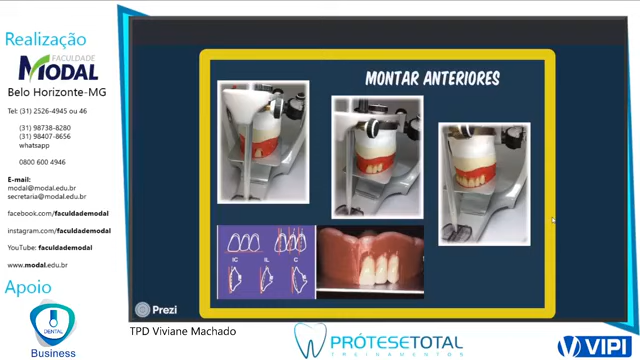 Realização
FACULDADE
MODAL
Belo Horizonte-MG
Tel: (31) 2526-4945 ou 46
(31) 98738-8280
(31) 98407-8656
whatsapp
0800 600 4946
E-mail:
modal@modal.edu.br
secretaria@modal.edu.br
facebook.com/faculdademodal
instagram.com/faculdademodal
YouTube: faculdademodal
www.modal.edu.br
Apoio
DENTAL
Business
MONTAR ANTERIORES
IC IL C
Prezi
TPD Viviane Machado
PRÓTESETOTAL
TREINAMENTOS
VIPI